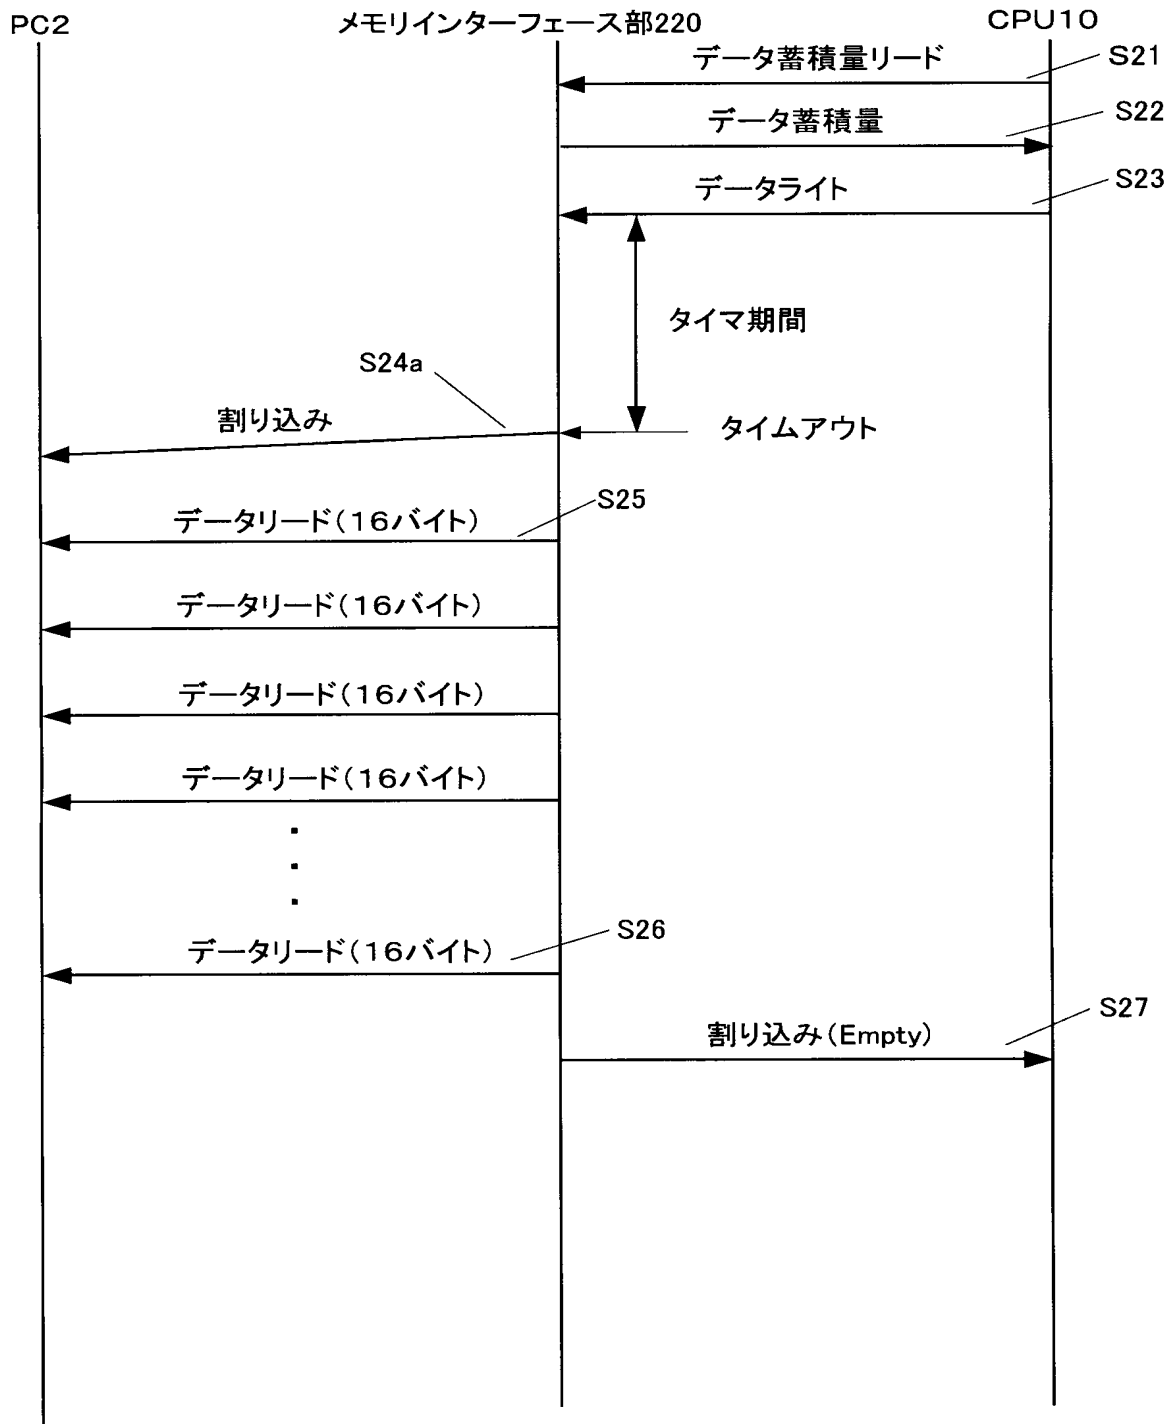 PC2
メモリインターフェース部220
CPU10
データ蓄積量リード
S21
データ蓄積量
S22
データライト
S23
タイマ期間
S24a
割り込み
タイムアウト
データリード(16バイト)
S25
データリード(16バイト)
データリード(16バイト)
データリード(16バイト)
データリード(16バイト)
S26
割り込み(Empty)
S27